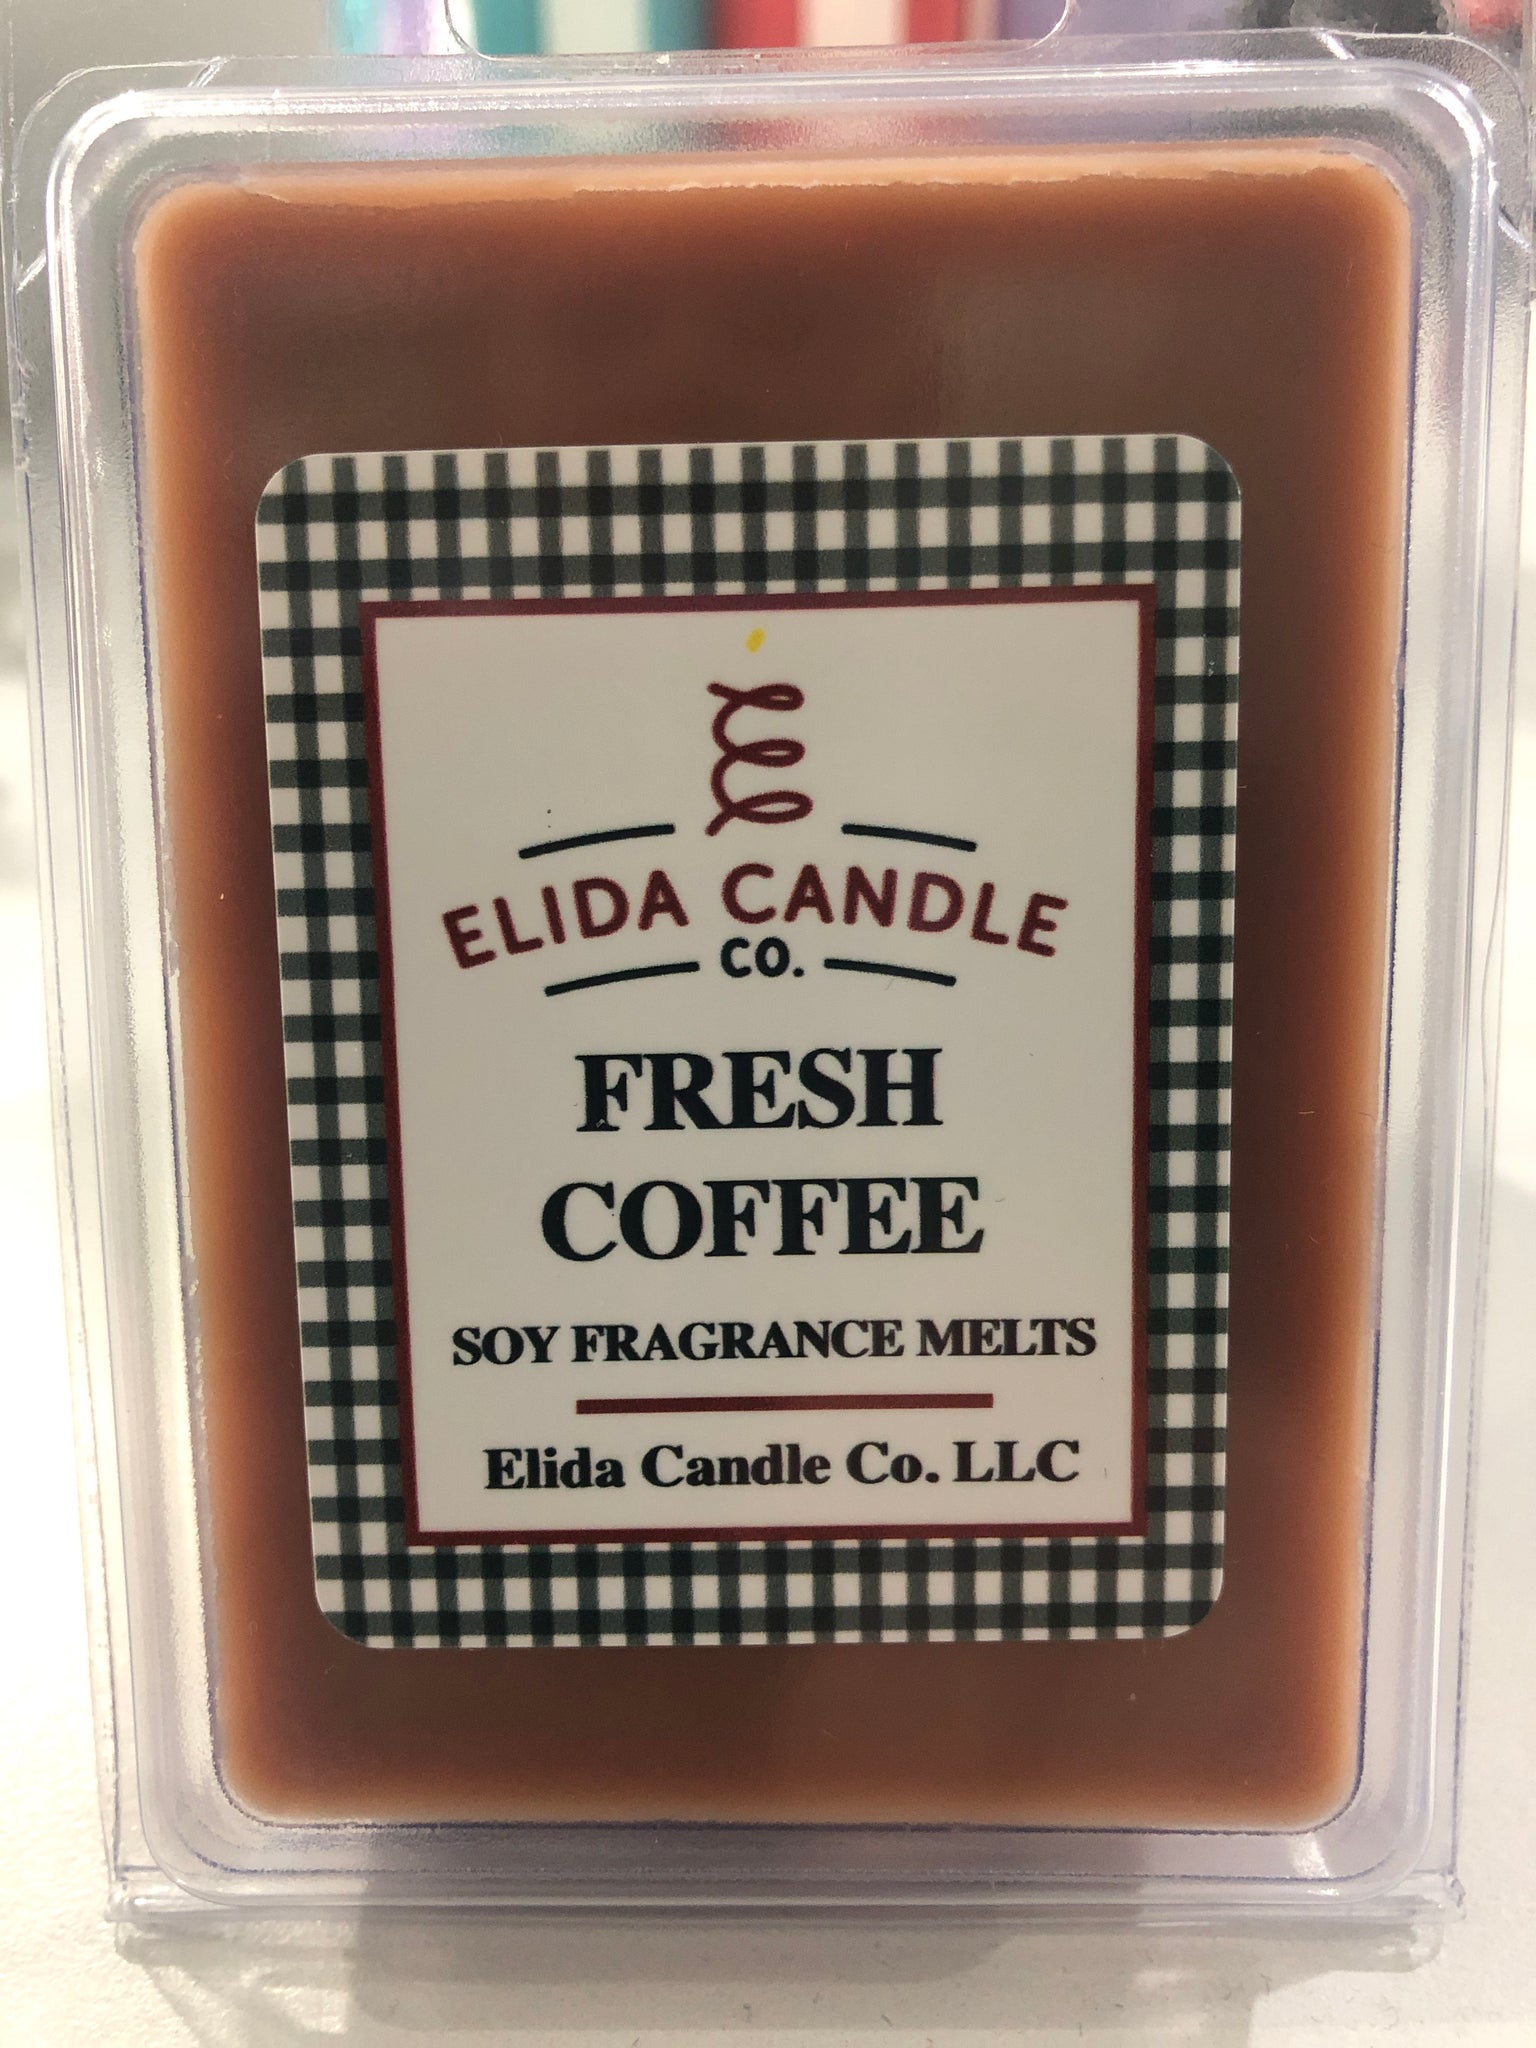 ELIDA CANDLE
CO.
FRESH
COFFEE
SOY FRAGRANCE MELTS
Elida Candle Co. LLC